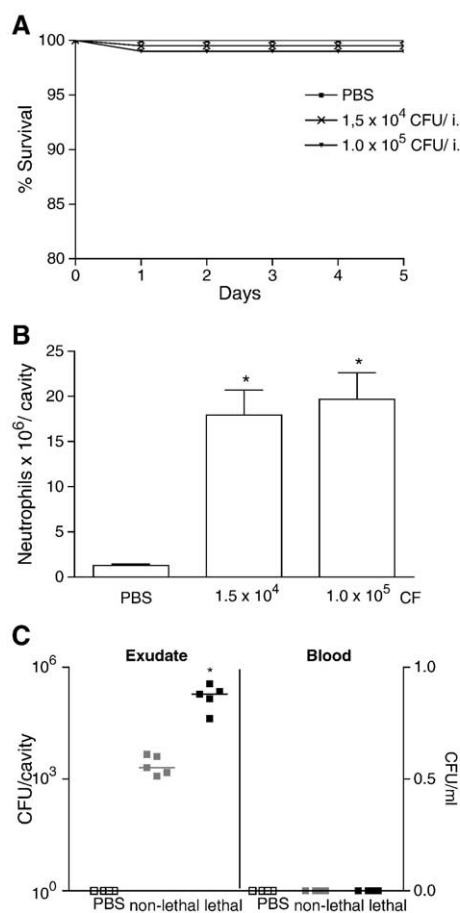 A
100
95
90
85
80
% Survival
PBS
1,5 x 10⁴ CFU/ i.
1.0 x 10⁵ CFU/ i.
0 1 2 3 4 5
Days
B
25
20
15
10
5
0
Neutrophils x 10⁶/ cavity
*
*
PBS 1.5 x 10⁴ 1.0 x 10⁵ CF
C
Exudate Blood
10⁶
10³
10⁰
CFU/cavity
*
1.0
0.5
0.0
CFU/ml
PBS non-lethal lethal PBS non-lethal lethal